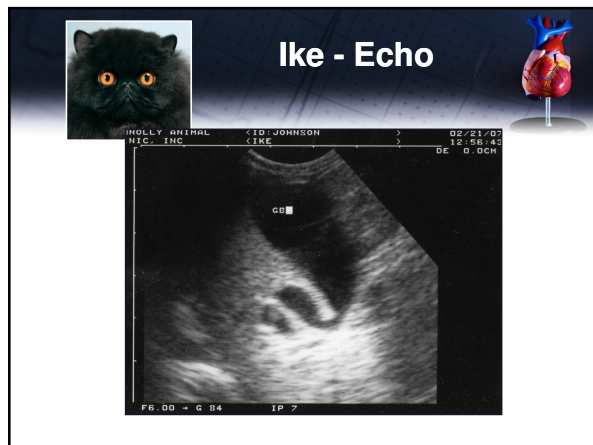 Ike - Echo
NOLLY ANIMAL <ID:JOHNSON > 02/21/07
NIC, INC <IKE > 12:56:43
DE 0.0CM
GB
F6.00 → G 84 IP 7